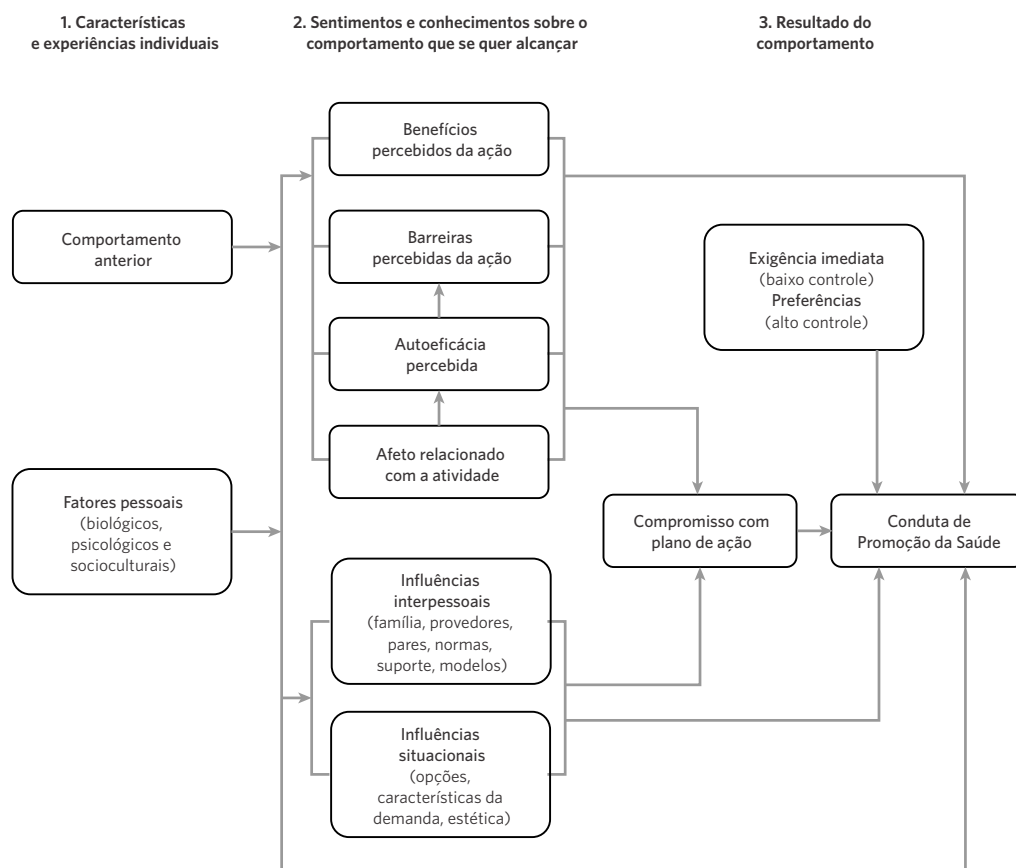 1. Características
e experiências individuais
2. Sentimentos e conhecimentos sobre o
comportamento que se quer alcançar
3. Resultado do
comportamento
Benefícios
percebidos da ação
Comportamento
anterior
Barreiras
percebidas da ação
Exigência imediata
(baixo controle)
Preferências
(alto controle)
Autoeficácia
percebida
Afeto relacionado
com a atividade
Fatores pessoais
(biológicos,
psicológicos e
socioculturais)
Compromisso com
plano de ação
Conduta de
Promoção da Saúde
Influências
interpessoais
(família, provedores,
pares, normas,
suporte, modelos)
Influências
situacionais
(opções,
características da
demanda, estética)